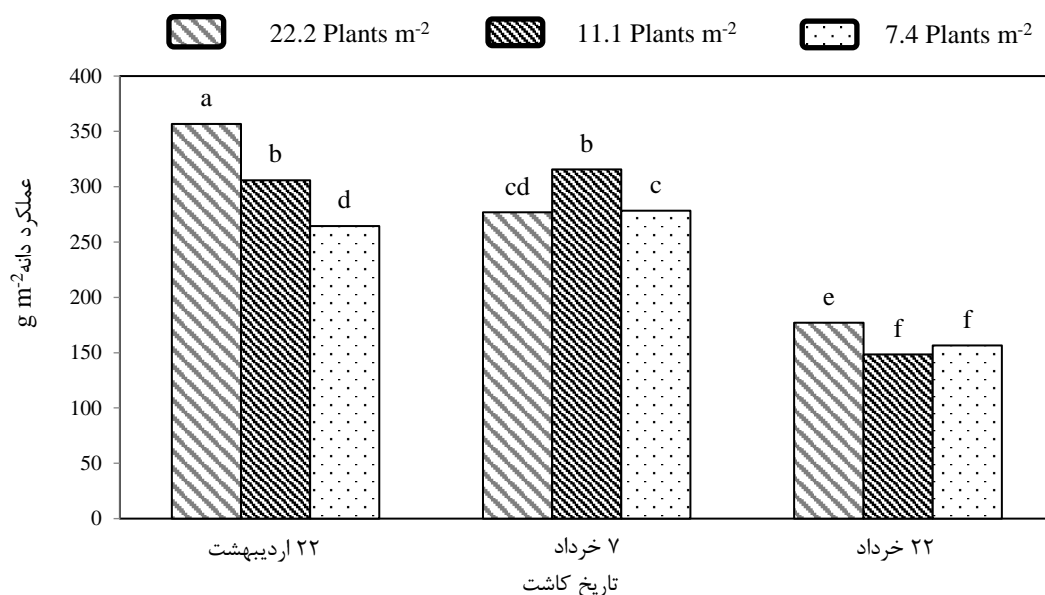 22.2 Plants m-2 11.1 Plants m-2 7.4 Plants m-2
400
350
300
250
200
150
100
50
0
عملکرد دانه
g m-2
a
b
d
cd
b
c
e
f
f
۲۲ اردیبهشت ۷ خرداد ۲۲ خرداد
تاریخ کاشت